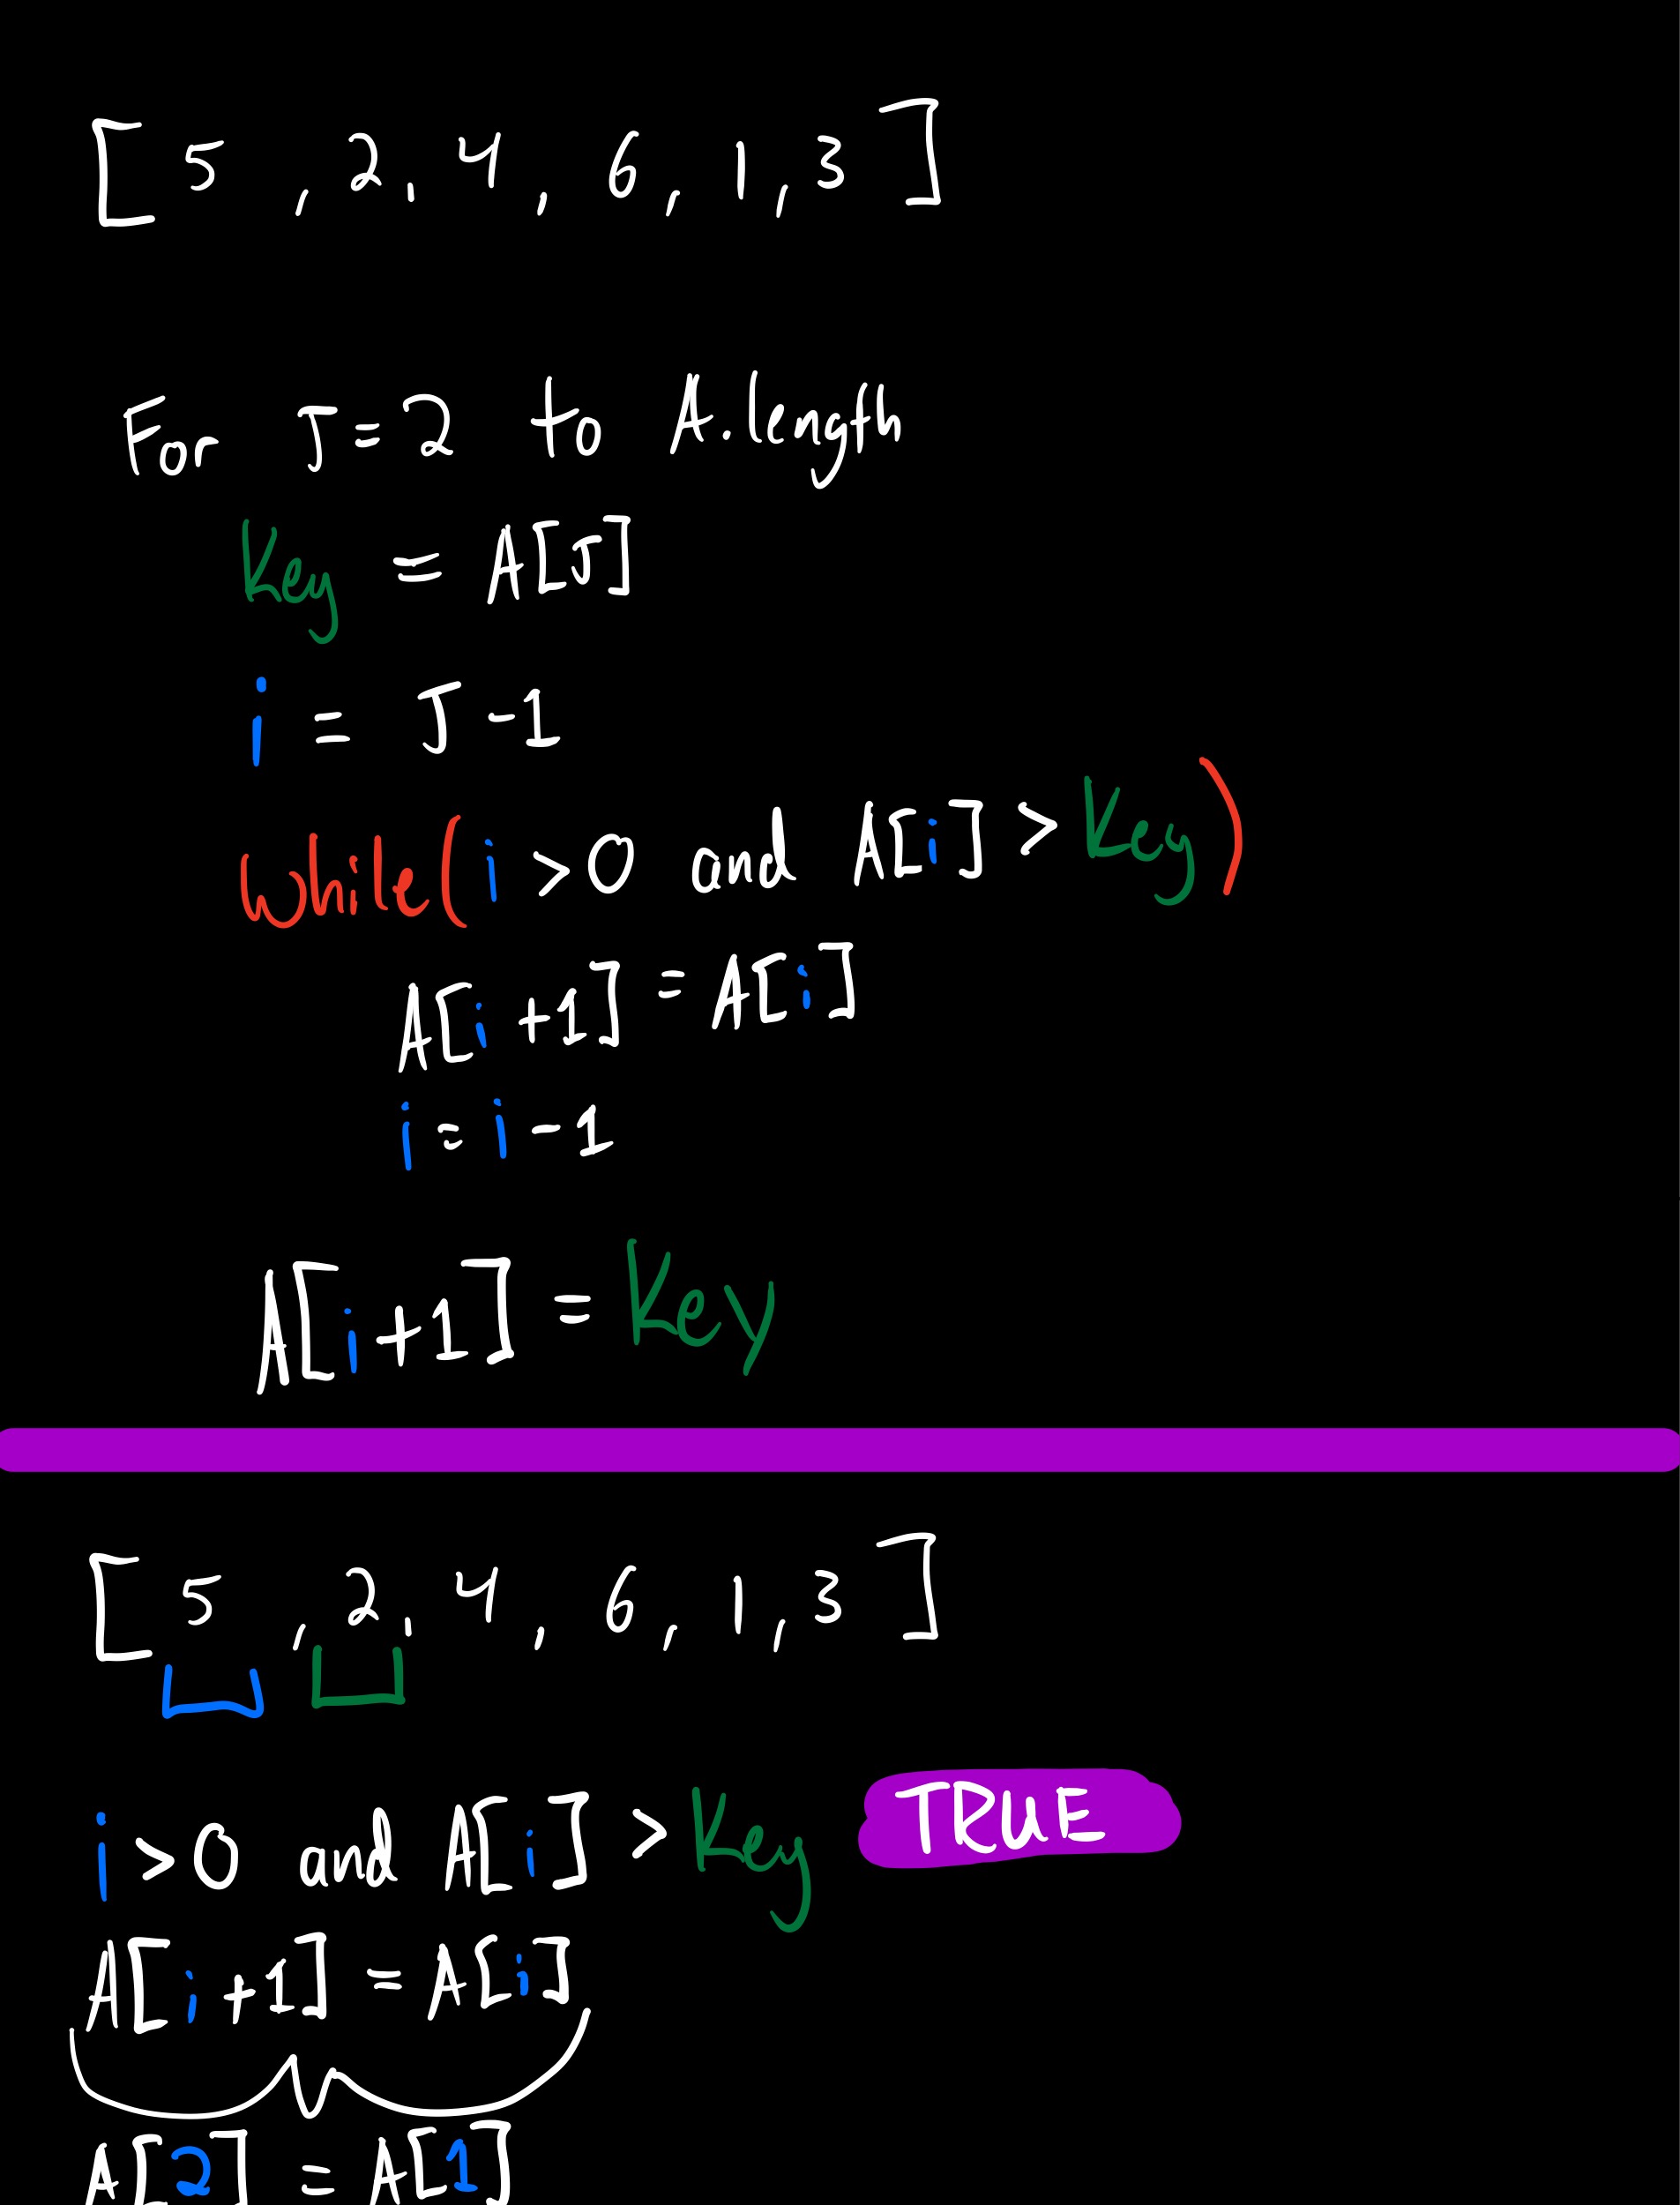 [ 5 , 2, 4 , 6 , 1 , 3 ]
For J=2 to A.length
Key = A[J]
i = J-1
while(i >0 and A[i] > Key)
A[i +1] = A[i]
i = i - 1
A[i+1] = Key
[ 5 , 2, 4 , 6 , 1 , 3 ]
i >0 and A[i] > Key TRUE
A[i+1] = A[i]
A[2] = A[1]